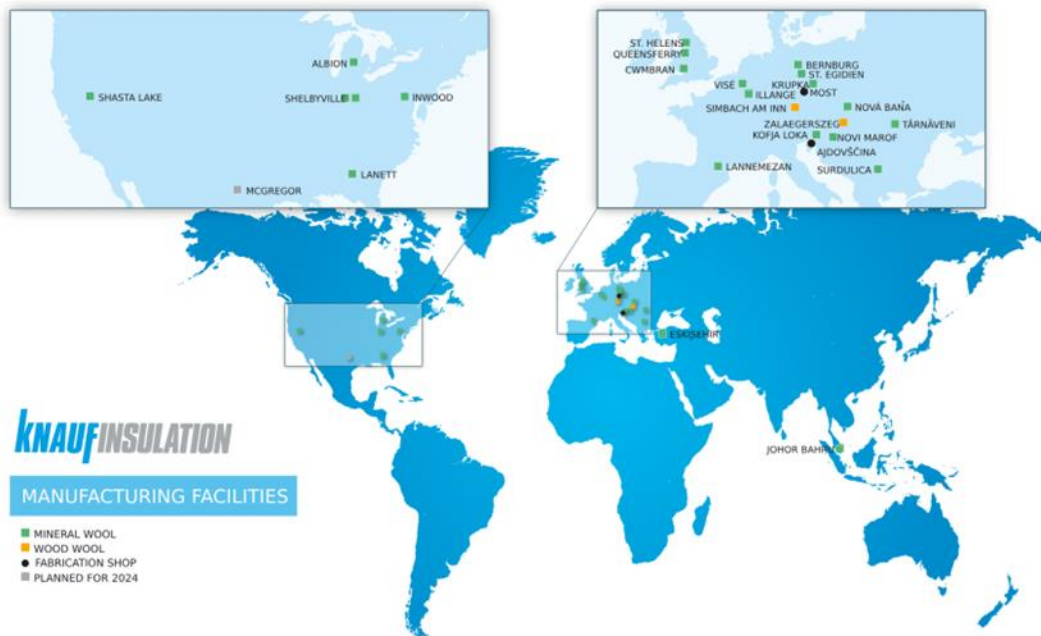 ALBION
SHASTA LAKE
SHELBYVILLE
INWOOD
LANETT
MCGREGOR
ST. HELENS
QUEENSFERRY
CWMBRAN
BERNBURG
ST. EGIDIEN
VISÉ
KRUPKA
ILLANGE
MOST
SIMBACH AM INN
NOVÁ BAŇA
ZALAEGERSZEG
TÂRNĂVENI
KOFJA LOKA
NOVI MAROF
AJDOVŠČINA
LANNEMEZAN
SURDULICA
ESKIŞEHIR
JOHOR BAHRU
KNAUFINSULATION
MANUFACTURING FACILITIES
MINERAL WOOL
WOOD WOOL
FABRICATION SHOP
PLANNED FOR 2024